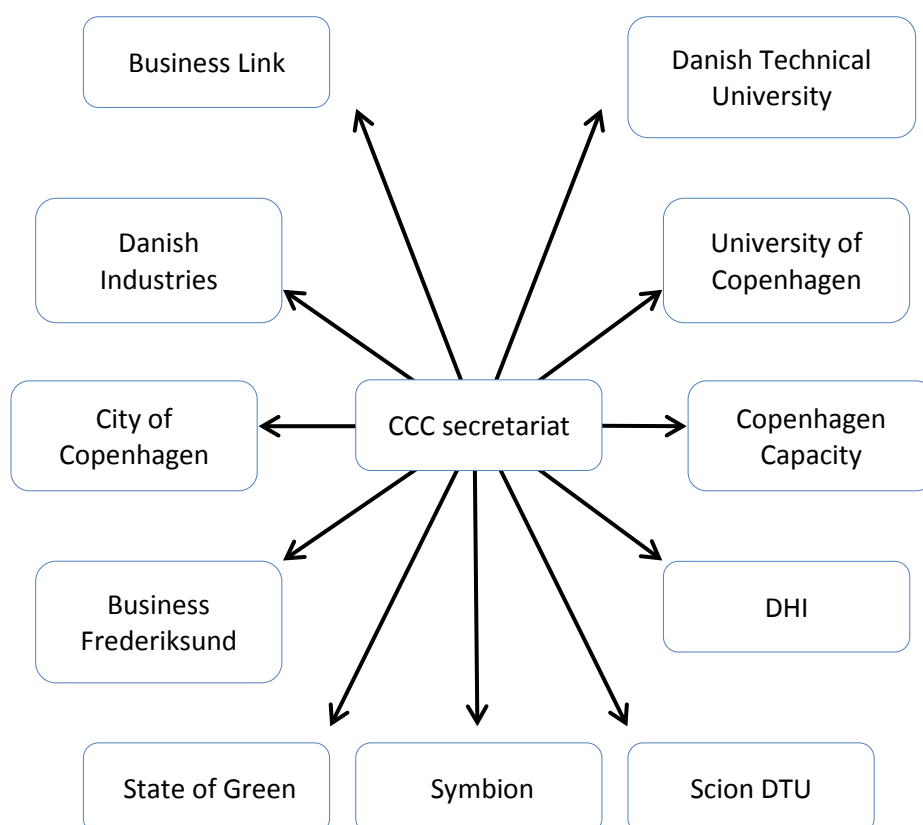 Business Link
Danish Technical
University
Danish
Industries
University of
Copenhagen
City of
Copenhagen
CCC secretariat
Copenhagen
Capacity
Business
Frederiksund
DHI
State of Green
Symbion
Scion DTU